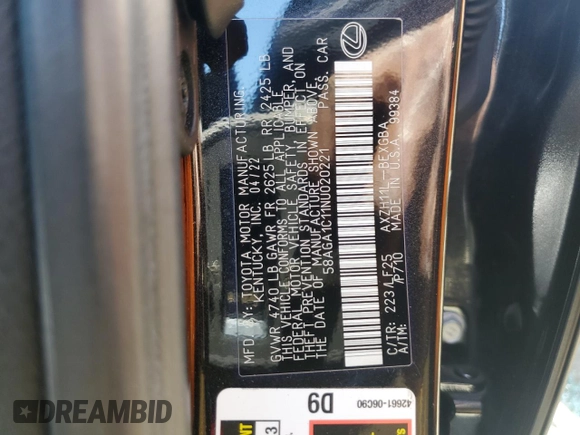 MFD. BY: TOYOTA MOTOR MANUFACTURING,
KENTUCKY, INC. 04/22
GVWR 4740 LB GAWR FR 2625 LB RR 2425 LB
THIS VEHICLE CONFORMS TO ALL APPLICABLE
FEDERAL MOTOR VEHICLE SAFETY, BUMPER, AND
THEFT PREVENTION STANDARDS IN EFFECT ON
THE DATE OF MANUFACTURE SHOWN ABOVE.
58AGA1C11NU020221 PASS. CAR
C/TR: 223/LF25 AXZH11L-BEXGBA
A/TM: /P710 MADE IN U.S.A. 99384
D9
42661-06C90
3
DREAMBID